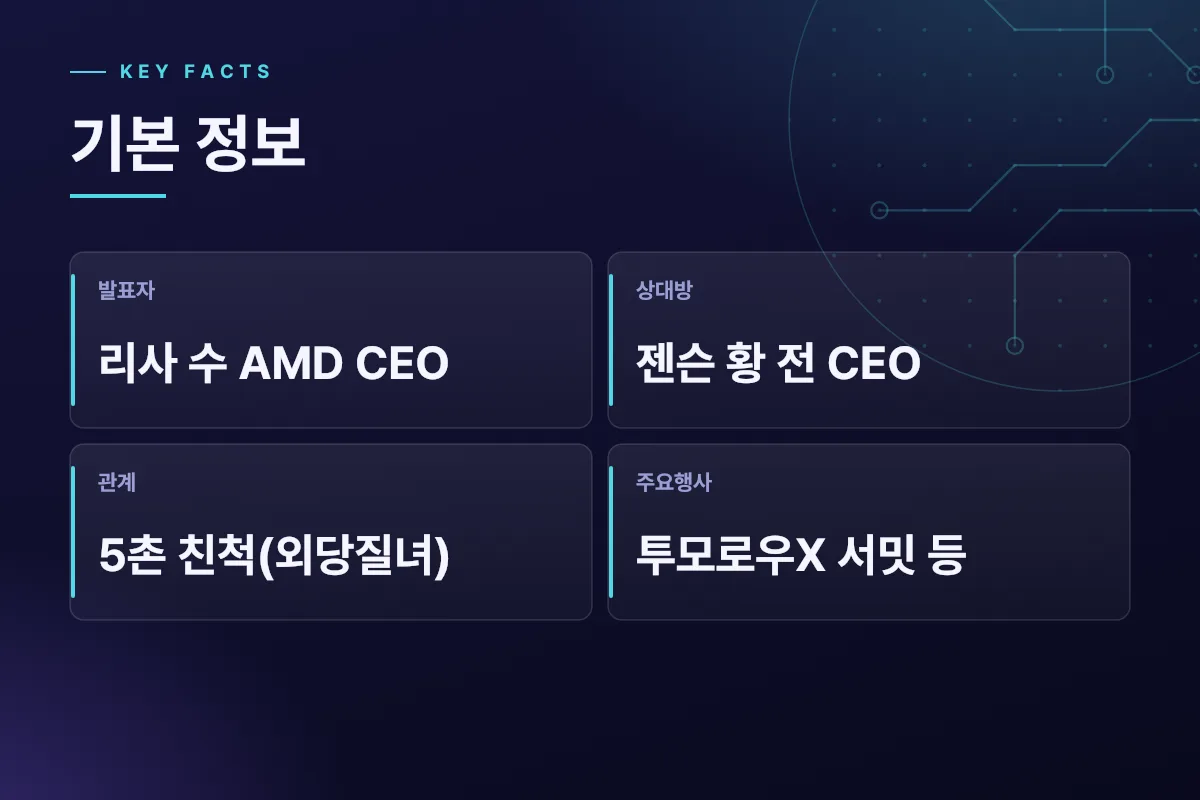 KEY FACTS
기본 정보
발표자
리사 수 AMD CEO
상대방
젠슨 황 전 CEO
관계
5촌 친척(외당질녀)
주요행사
투모로우X 서밋 등